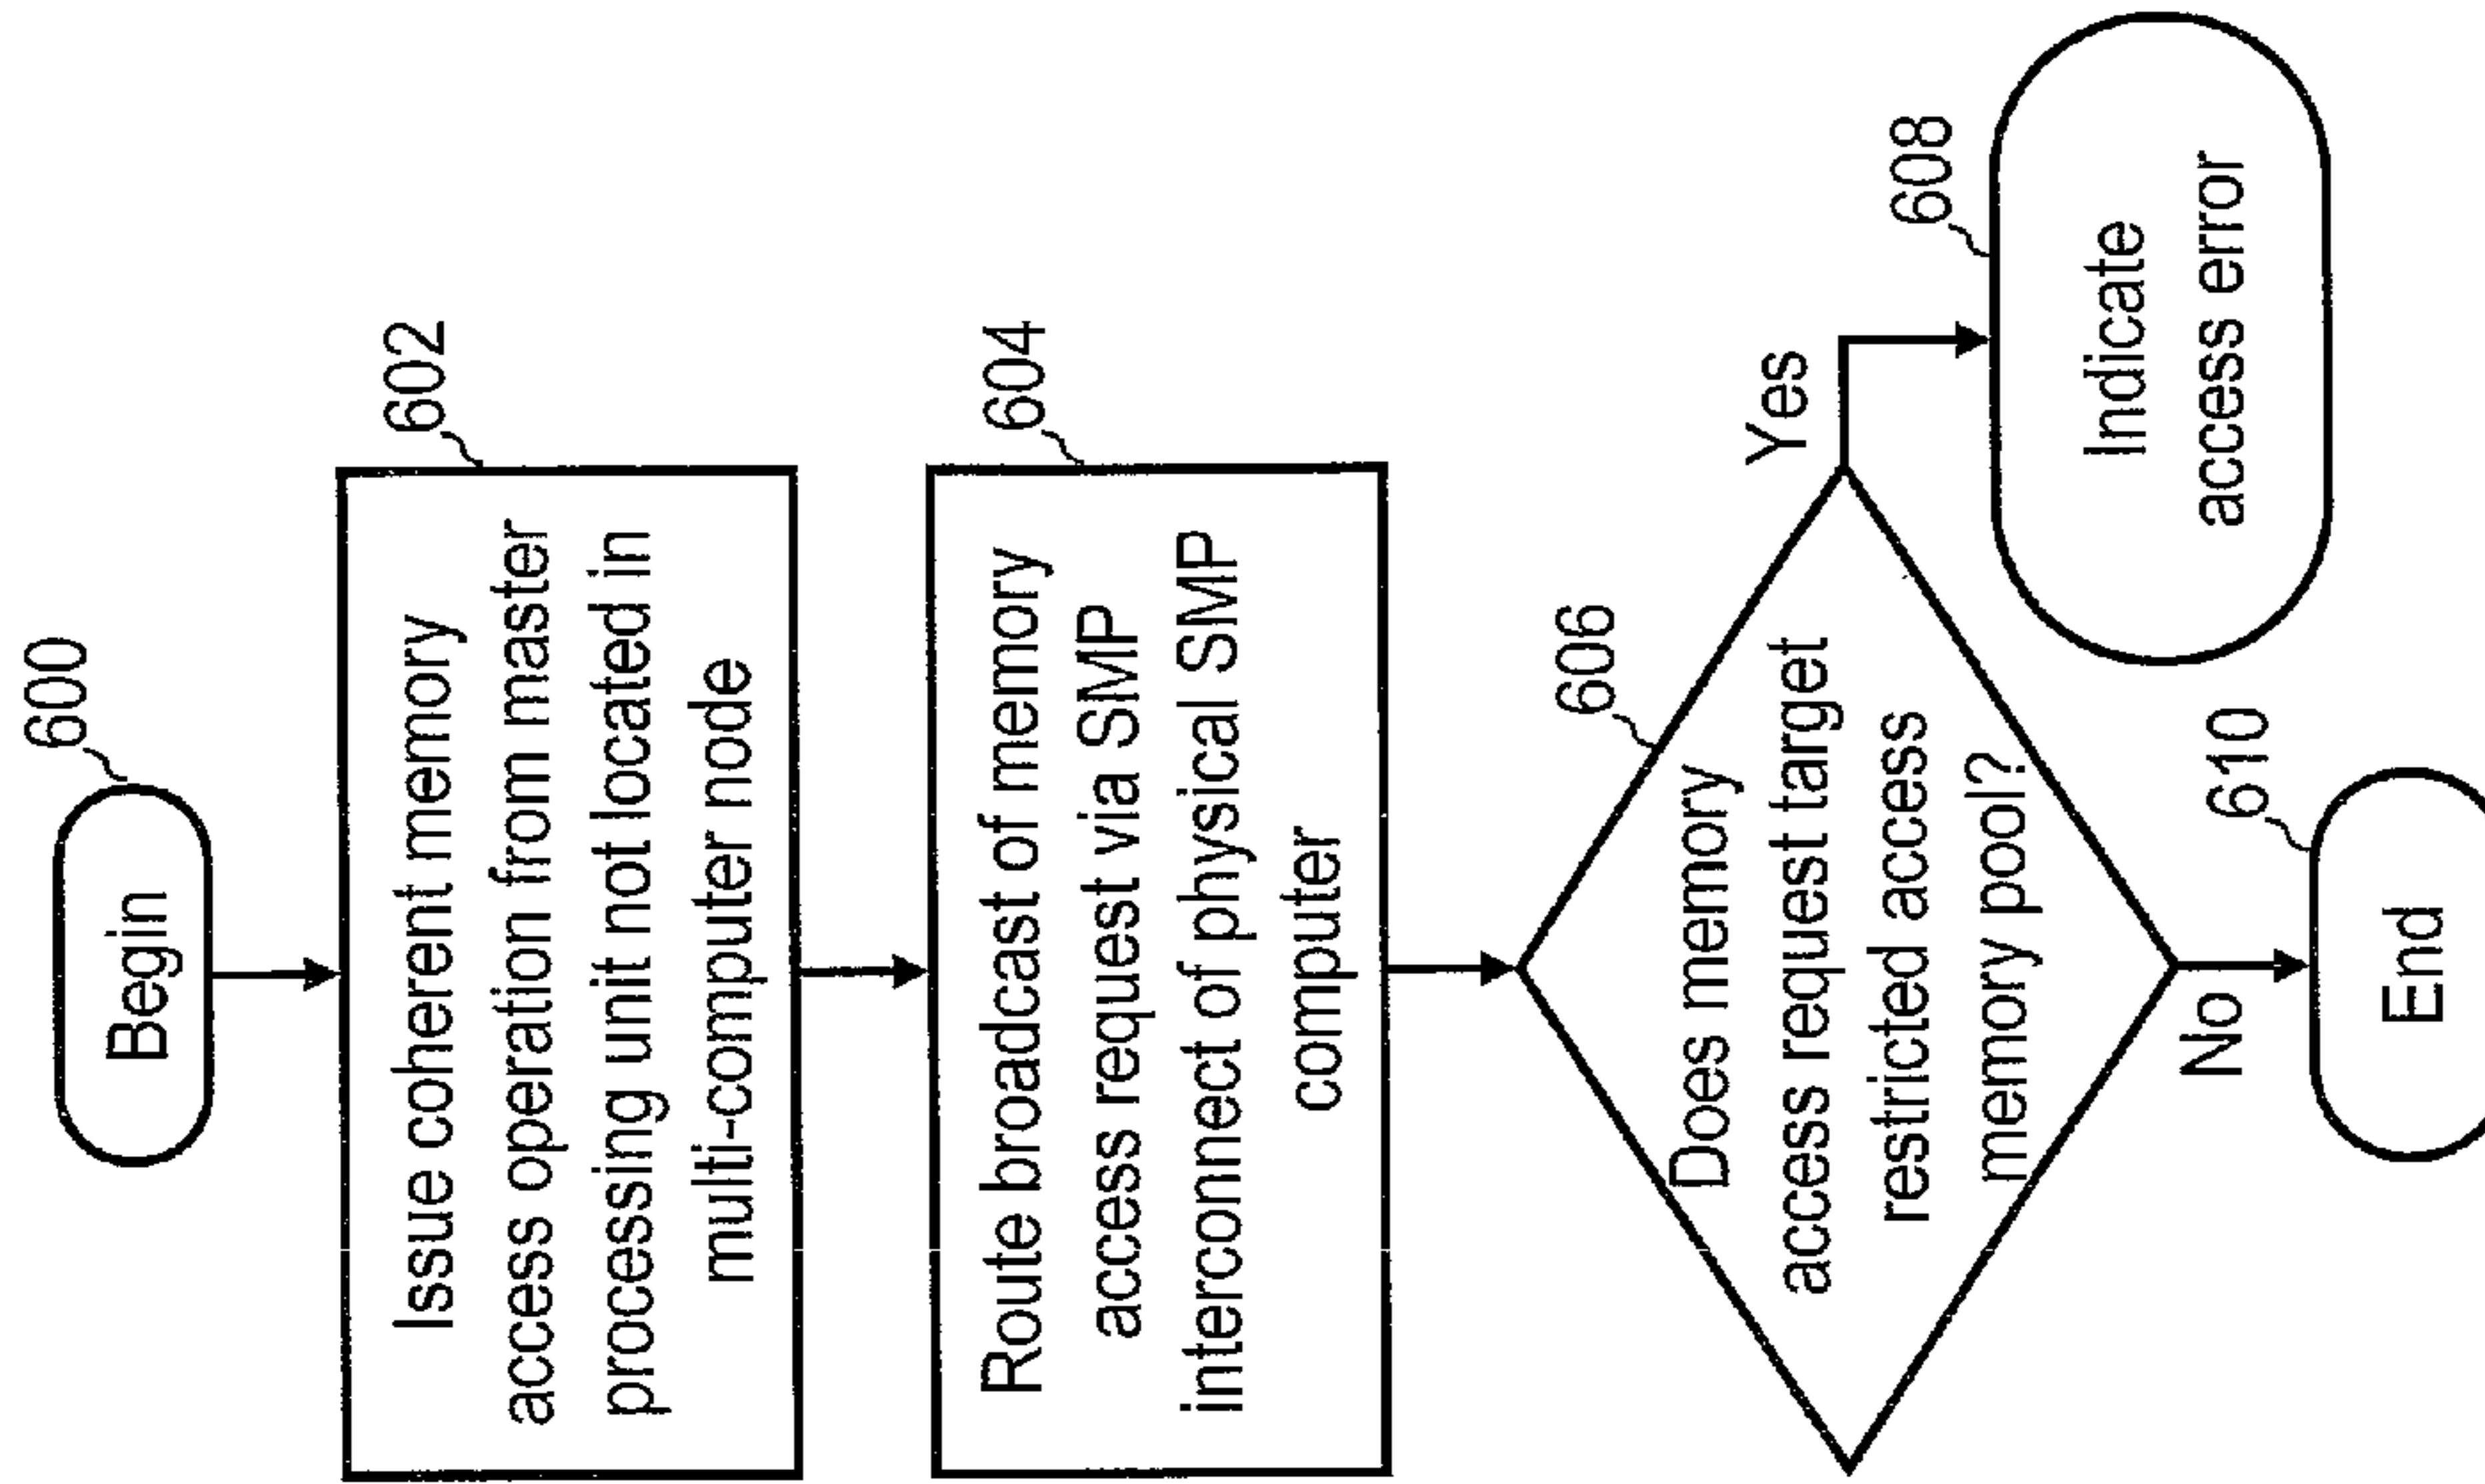 600
Begin
602
Issue coherent memory
access operation from master
processing unit not located in
multi-computer node
604
Route broadcast of memory
access request via SMP
interconnect of physical SMP
computer
606
Does memory
access request target
restricted access
memory pool?
Yes
608
Indicate
access error
No
610
End